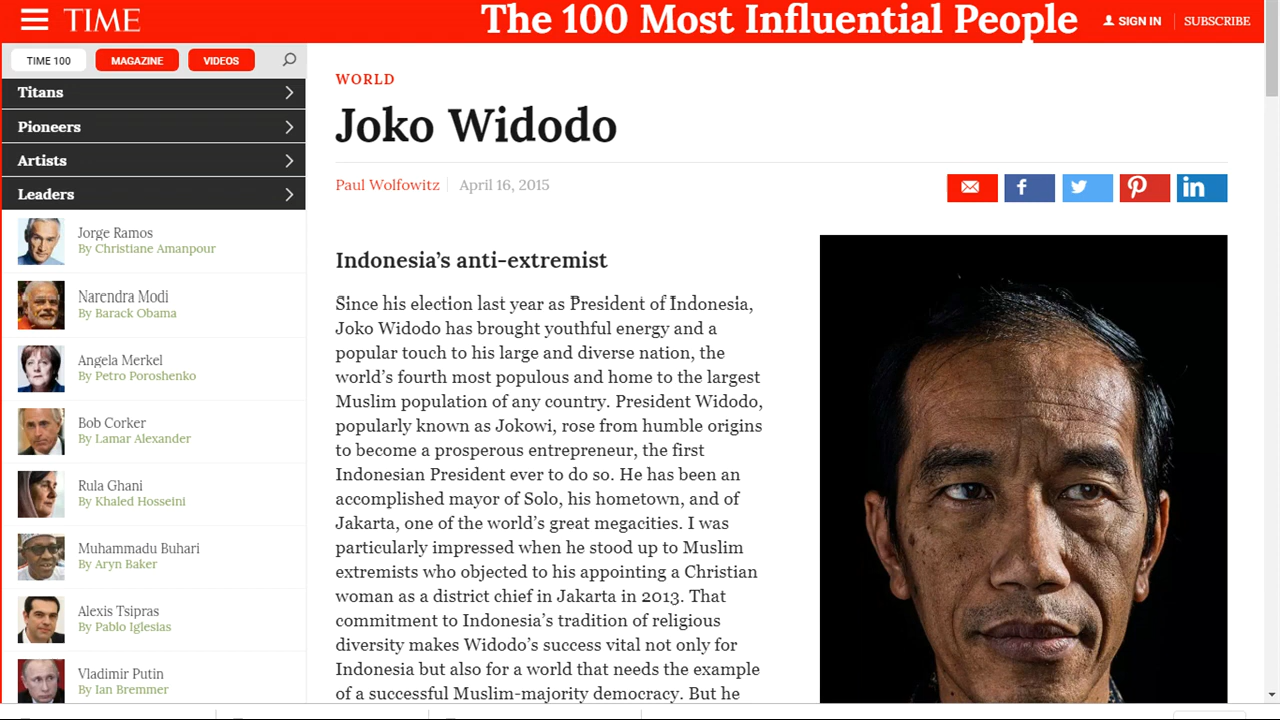 TIME
The 100 Most Influential People
SIGN IN
SUBSCRIBE
TIME 100
MAGAZINE
VIDEOS
Titans
Pioneers
Artists
Leaders
Jorge Ramos
By Christiane Amanpour
Narendra Modi
By Barack Obama
Angela Merkel
By Petro Poroshenko
Bob Corker
By Lamar Alexander
Rula Ghani
By Khaled Hosseini
Muhammadu Buhari
By Aryn Baker
Alexis Tsipras
By Pablo Iglesias
Vladimir Putin
By Ian Bremmer
WORLD
Joko Widodo
Paul Wolfowitz
April 16, 2015
Indonesia's anti-extremist
Since his election last year as President of Indonesia,
Joko Widodo has brought youthful energy and a
popular touch to his large and diverse nation, the
world's fourth most populous and home to the largest
Muslim population of any country. President Widodo,
popularly known as Jokowi, rose from humble origins
to become a prosperous entrepreneur, the first
Indonesian President ever to do so. He has been an
accomplished mayor of Solo, his hometown, and of
Jakarta, one of the world's great megacities. I was
particularly impressed when he stood up to Muslim
extremists who objected to his appointing a Christian
woman as a district chief in Jakarta in 2013. That
commitment to Indonesia's tradition of religious
diversity makes Widodo's success vital not only for
Indonesia but also for a world that needs the example
of a successful Muslim-majority democracy. But he